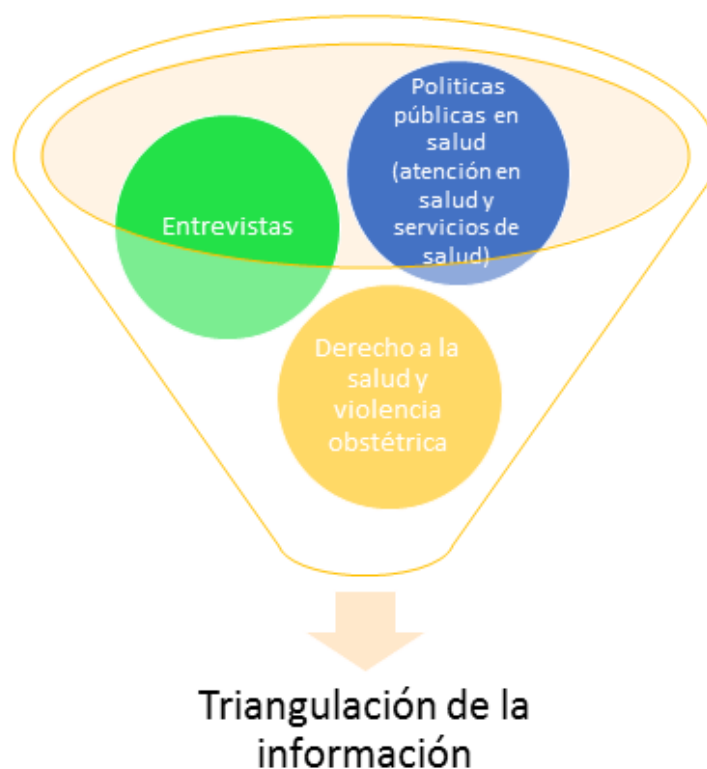 Politicas
públicas en
salud
(atención en
salud y
servicios de
salud)
Entrevistas
Derecho a la
salud y
violencia
obstétrica
Triangulación de la
información